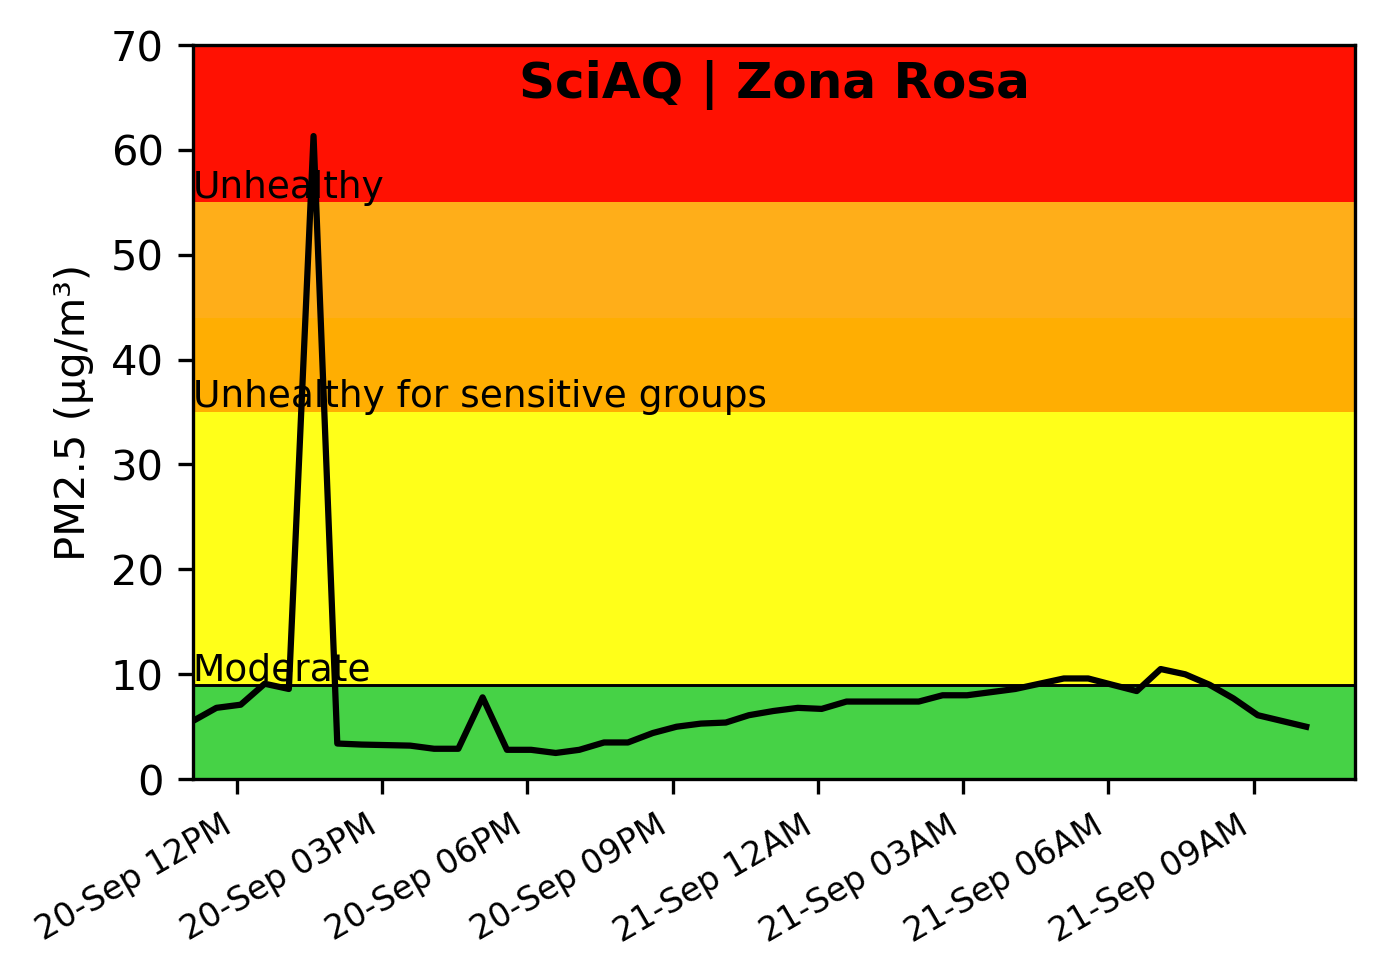 SciAQ | Zona Rosa
PM2.5 (µg/m³)
70
60
50
40
30
20
10
0
Unhealthy
Unhealthy for sensitive groups
Moderate
20-Sep 12PM
20-Sep 03PM
20-Sep 06PM
20-Sep 09PM
21-Sep 12AM
21-Sep 03AM
21-Sep 06AM
21-Sep 09AM